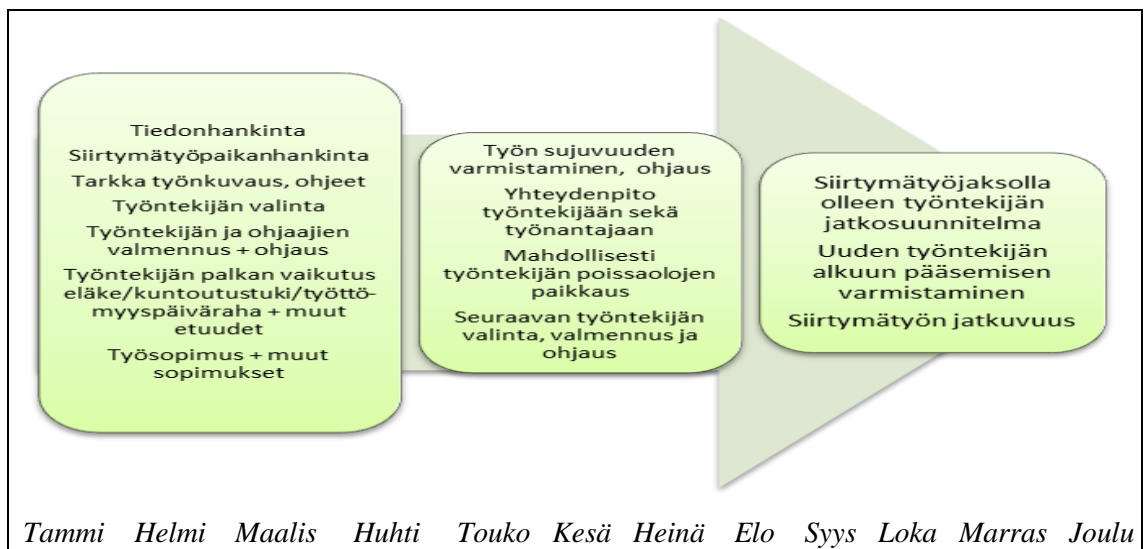 Tiedonhankinta
Siirtymätyöpaikanhankinta
Tarkka työnkuvaus, ohjeet
Työntekijän valinta
Työntekijän ja ohjaajien
valmennus + ohjaus
Työntekijän palkan vaikutus
eläke/kuntoutustuki/työttö-
myyspäiväraha + muut
etuudet
Työsopimus + muut
sopimukset
Työn sujuvuuden
varmistaminen, ohjaus
Yhteydenpito
työntekijään sekä
työnantajaan
Mahdollisesti
työntekijän poissaolojen
paikkaus
Seuraavan työntekijän
valinta, valmennus ja
ohjaus
Siirtymätyöjaksolla
olleen työntekijän
jatkosuunnitelma
Uuden työntekijän
alkuun pääsemisen
varmistaminen
Siirtymätyön jatkuvuus
Tammi Helmi Maalis Huhti Touko Kesä Heinä Elo Syys Loka Marras Joulu